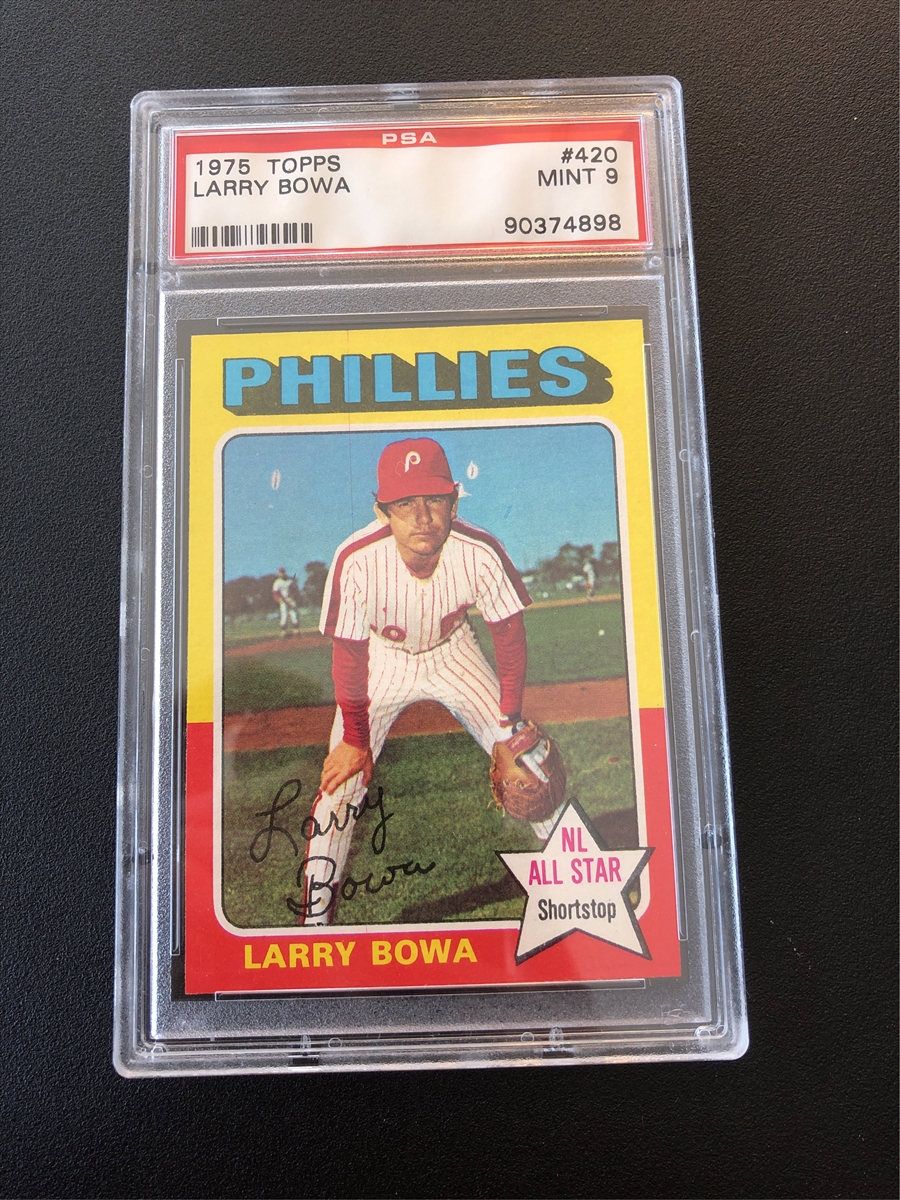 PSA
1975 TOPPS #420
LARRY BOWA MINT 9
90374898
PHILLIES
P
Larry
Bowa
NL
ALL STAR
Shortstop
LARRY BOWA